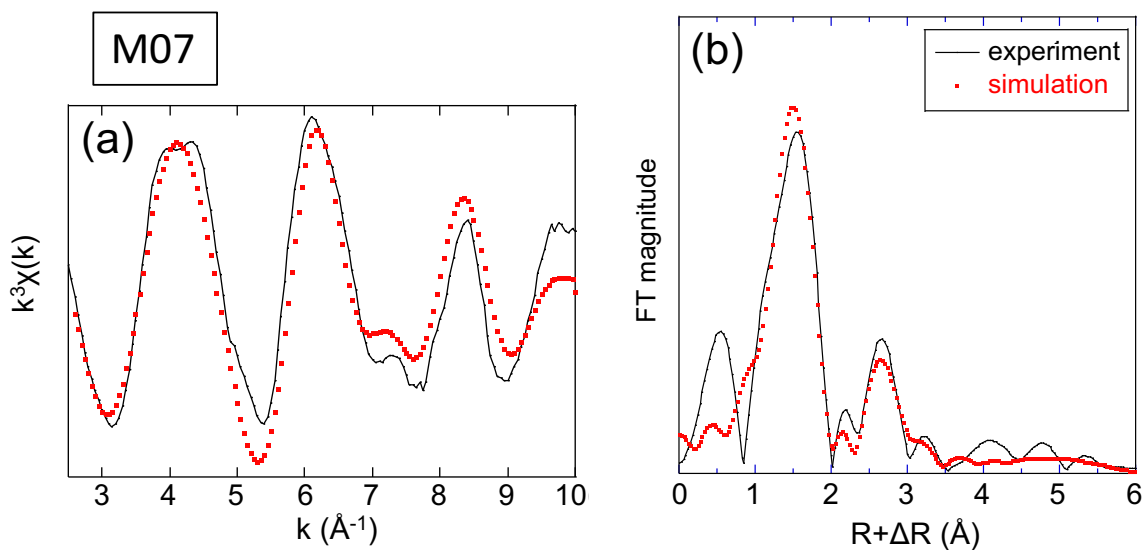 M07
(a)
k³χ(k)
3 4 5 6 7 8 9 10
k (Å⁻¹)
(b)
experiment
simulation
FT magnitude
0 1 2 3 4 5 6
R+ΔR (Å)